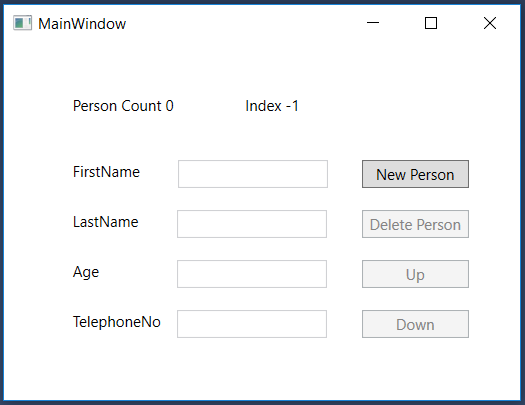 MainWindow
Person Count 0 Index -1
FirstName New Person
LastName Delete Person
Age Up
TelephoneNo Down